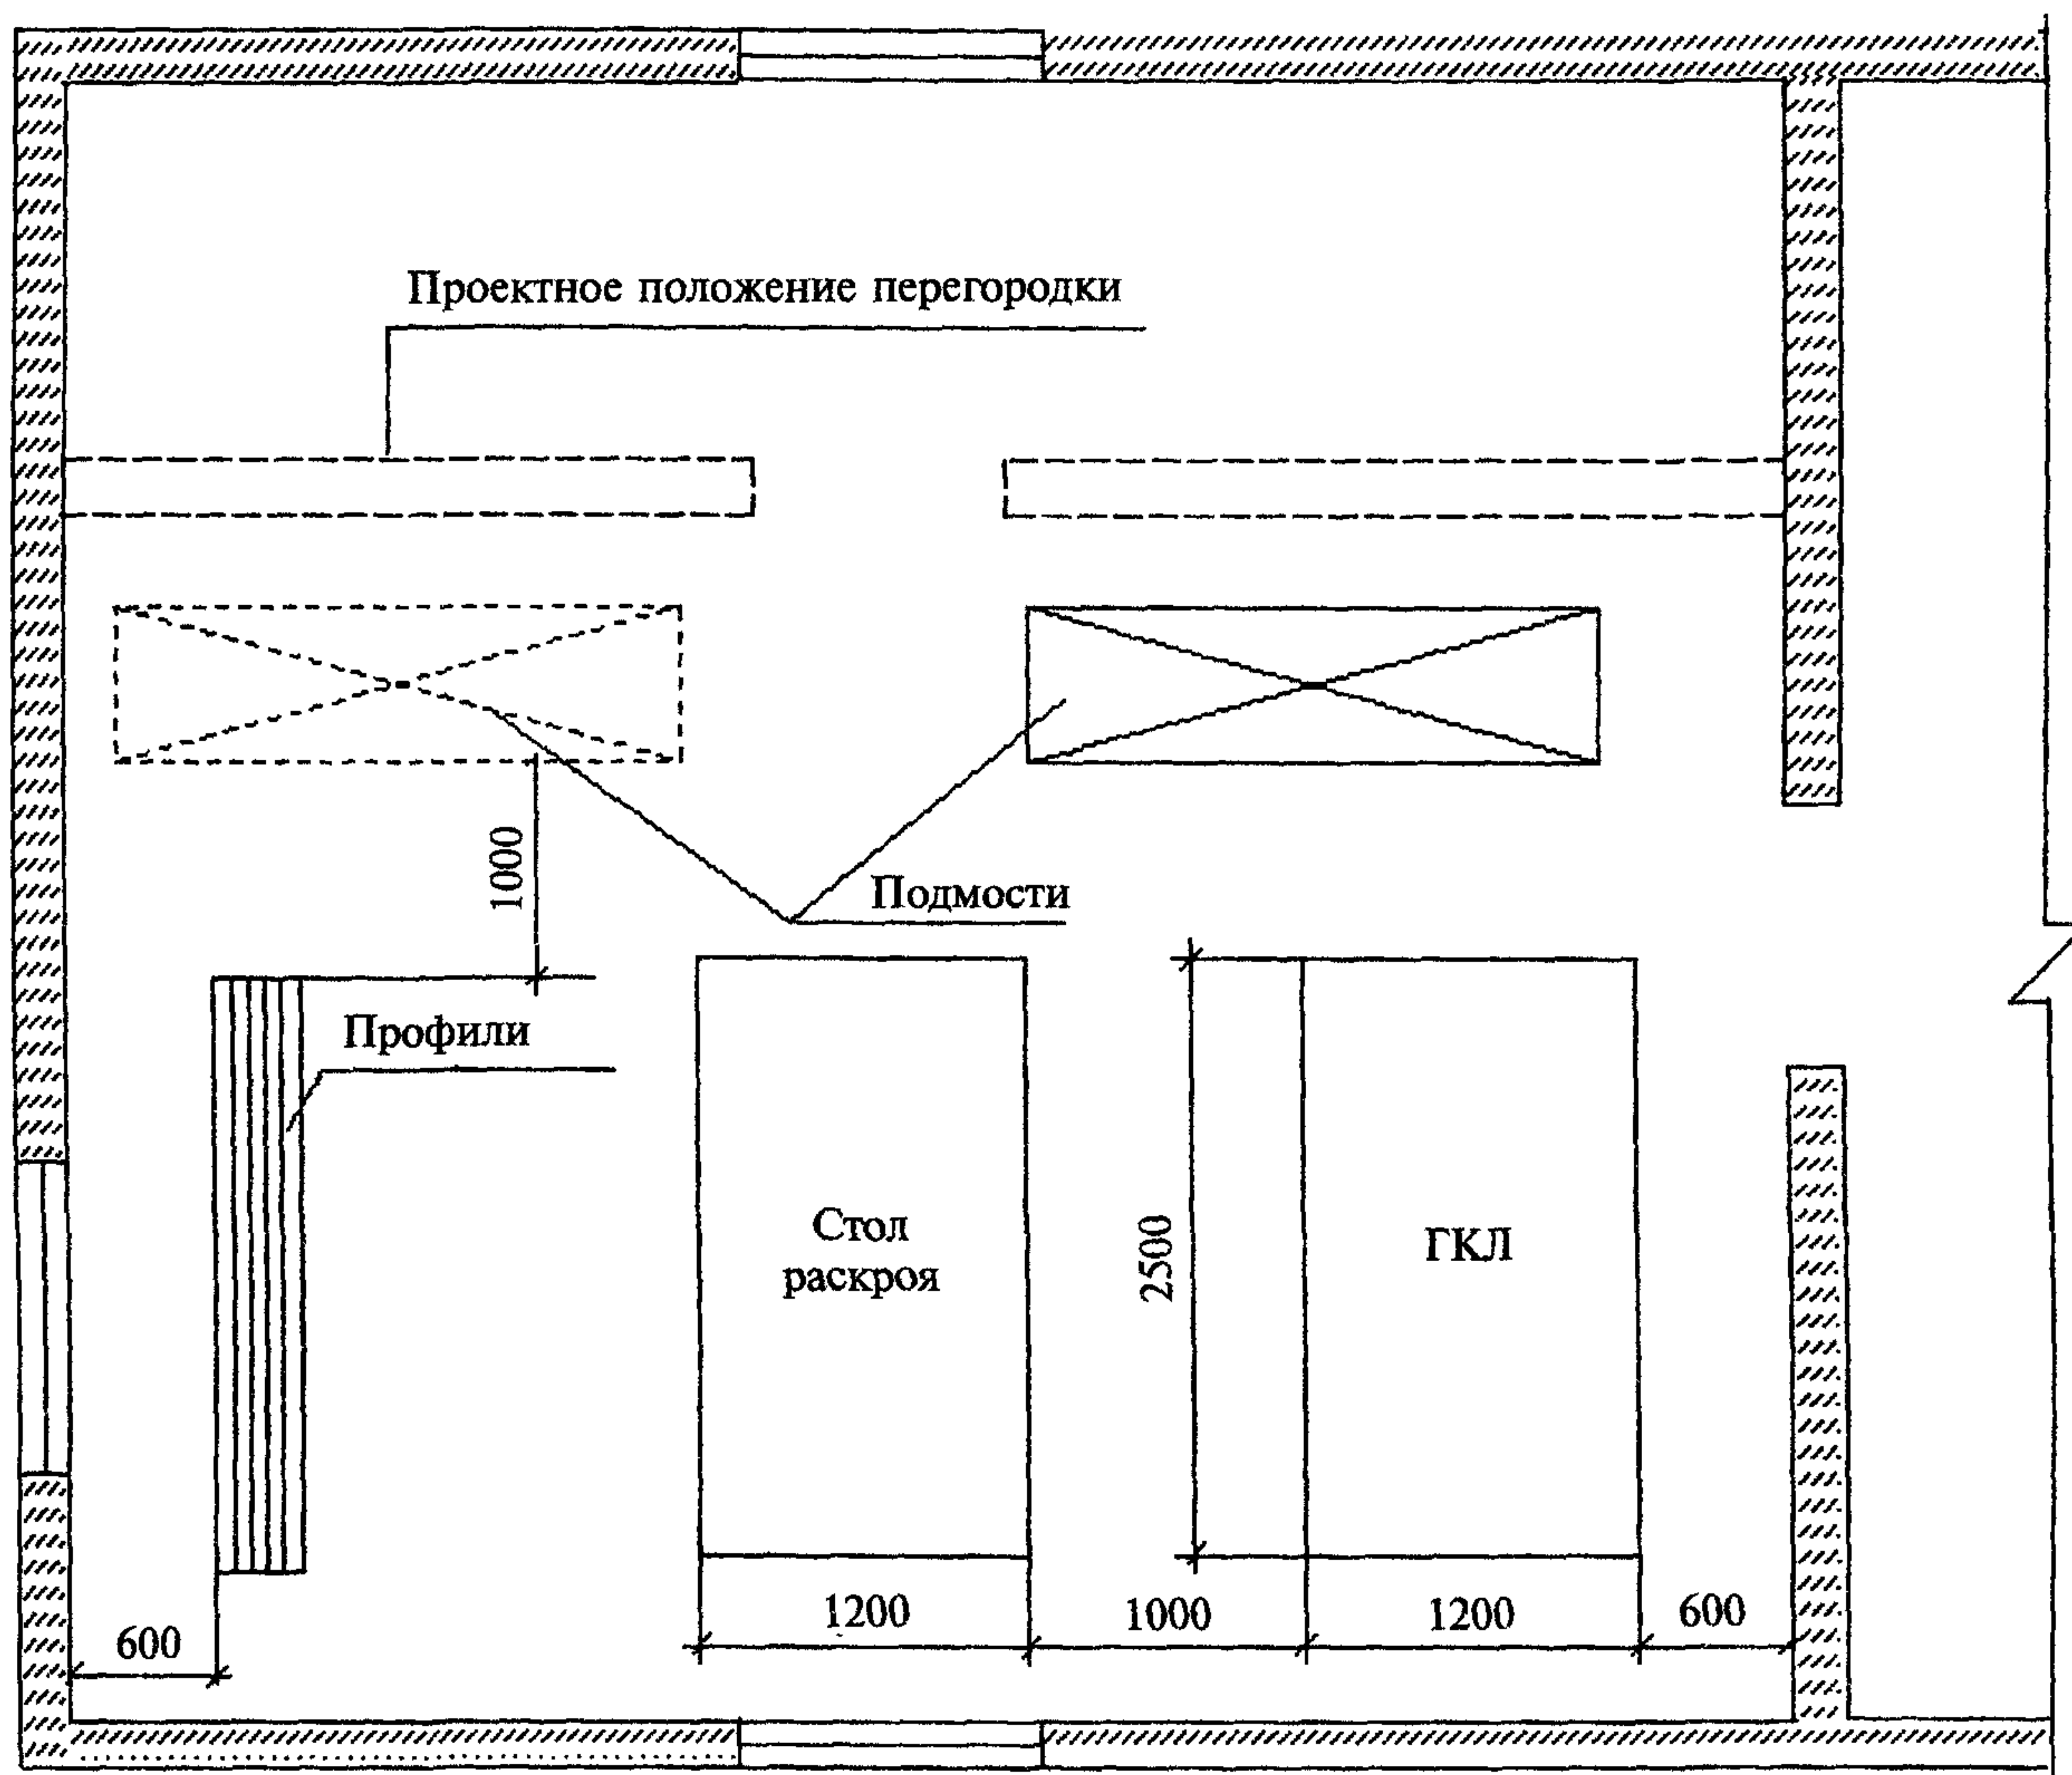 Проектное положение перегородки
1000
Подмости
Профили
Стол
раскроя
2500
ГКЛ
600
1200
1000
1200
600